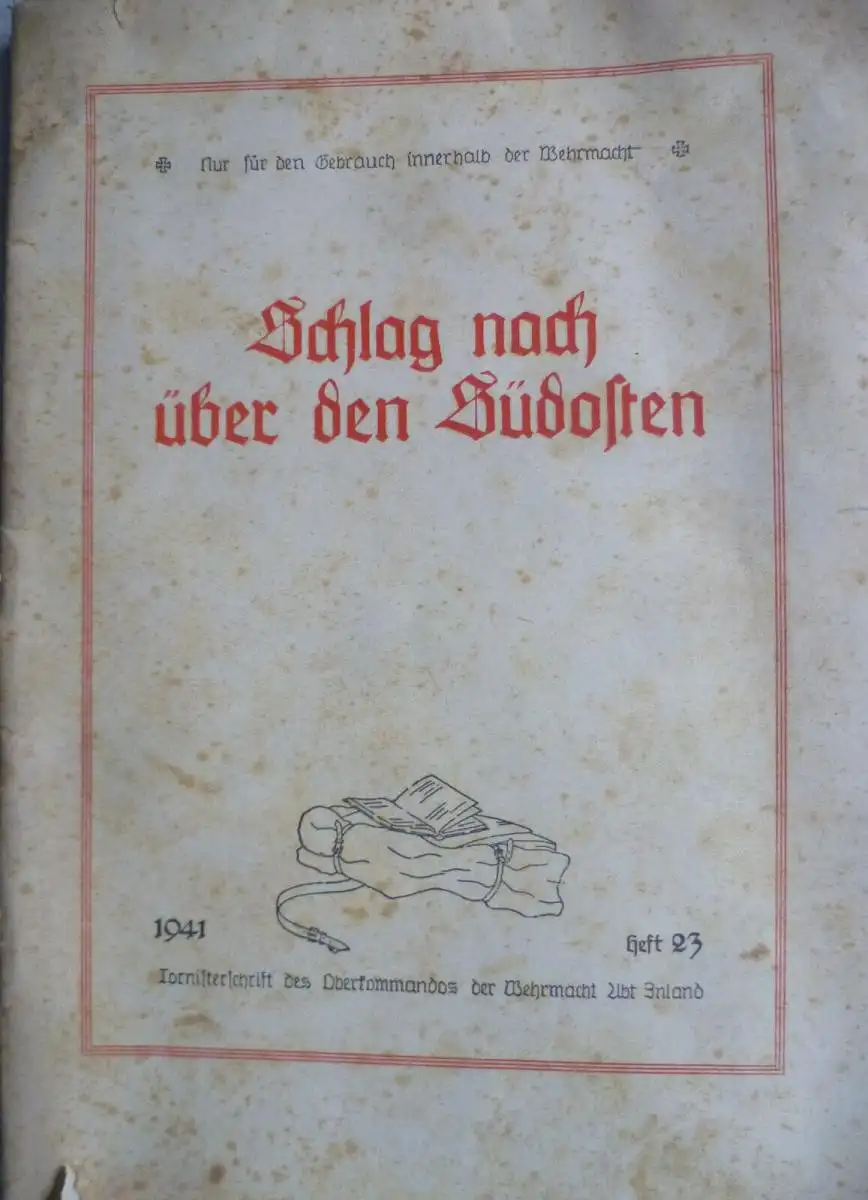 Nur für den Gebrauch innerhalb der Wehrmacht
Schlag nach
über den Südosten
1941
Heft 23
Tornisterschrift des Oberkommandos der Wehrmacht Abt Inland